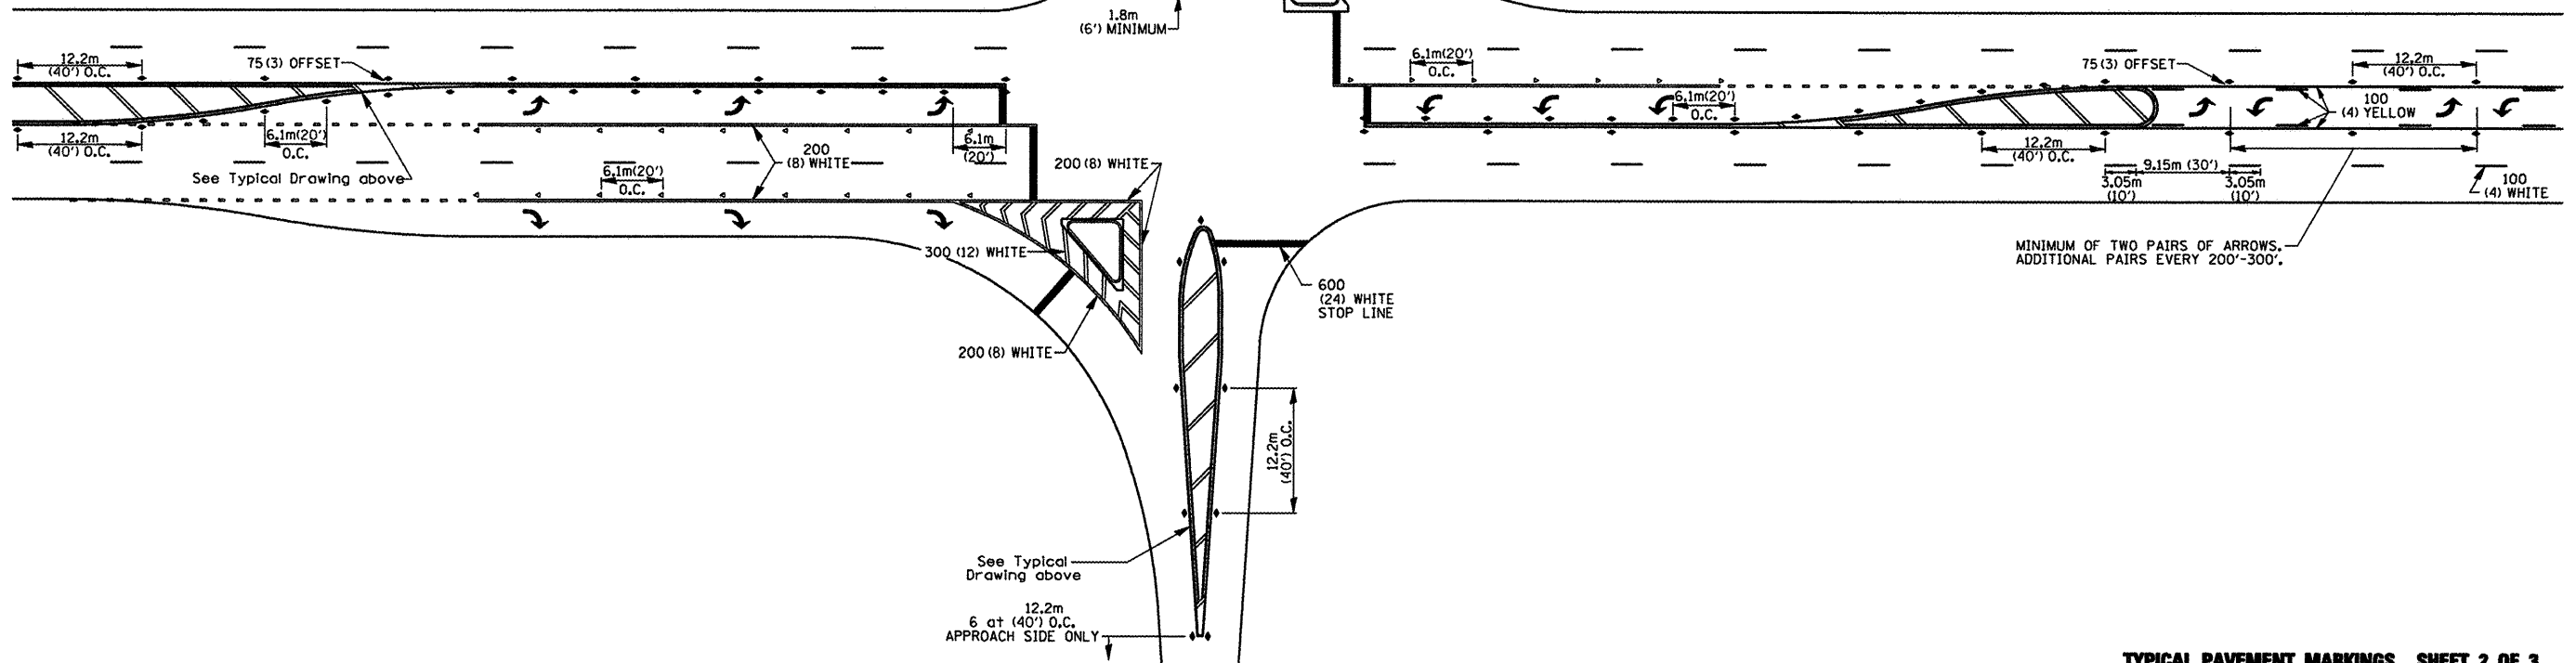 1.8m
(6') MINIMUM
12.2m
(40') O.C.
75 (3) OFFSET
6.1m(20')
O.C.
75 (3) OFFSET
12.2m
(40') O.C.
6.1m(20')
O.C.
100
(4) YELLOW
12.2m
(40') O.C.
6.1m(20')
O.C.
6.1m
(20')
200
(8) WHITE
12.2m
(40') O.C.
See Typical Drawing above
6.1m(20')
O.C.
200 (8) WHITE
9.15m (30')
3.05m
(10')
3.05m
(10')
100
(4) WHITE
300 (12) WHITE
MINIMUM OF TWO PAIRS OF ARROWS.
ADDITIONAL PAIRS EVERY 200'-300'.
600
(24) WHITE
STOP LINE
200 (8) WHITE
12.2m
(40') O.C.
See Typical
Drawing above
12.2m
6 at (40') O.C.
APPROACH SIDE ONLY
TYPICAL PAVEMENT MARKINGS SHEET 2 OF 3